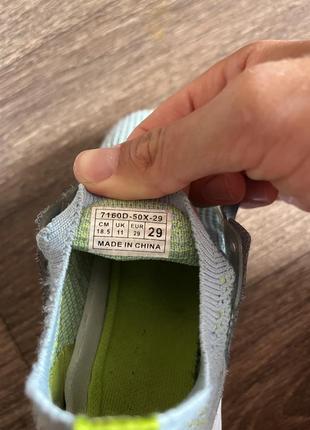 7160D-50X-29
CM UK EUR 29
18.5 11 29
MADE IN CHINA